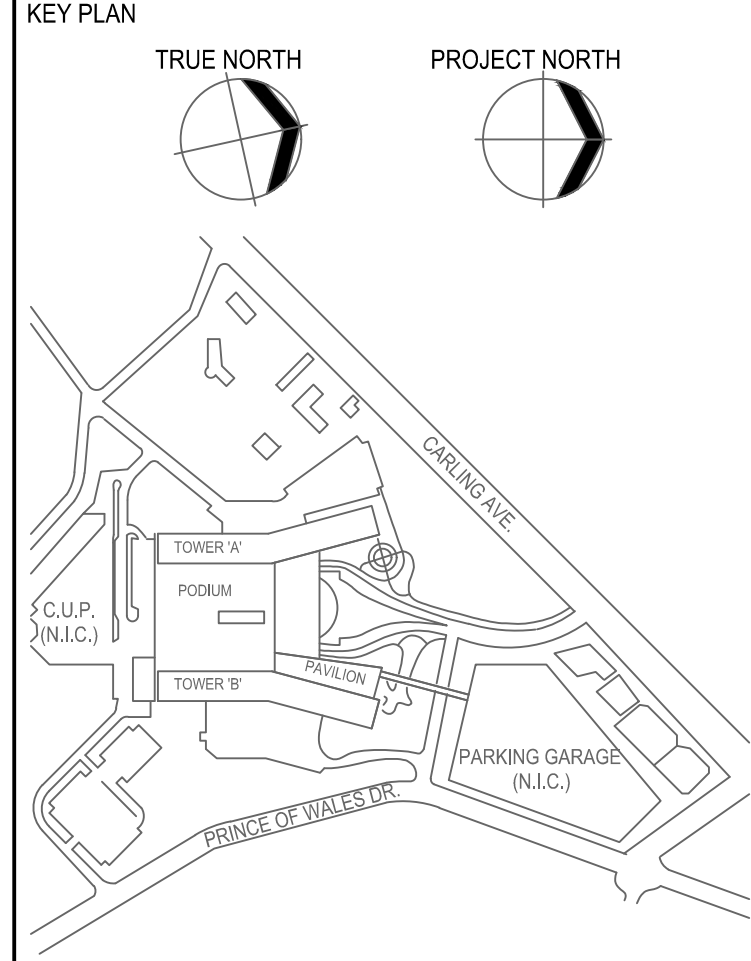 KEY PLAN
TRUE NORTH
PROJECT NORTH
CARLING AVE.
TOWER 'A'
PODIUM
C.U.P.
(N.I.C.)
PAVILION
TOWER 'B'
PARKING GARAGE
(N.I.C.)
PRINCE OF WALES DR.